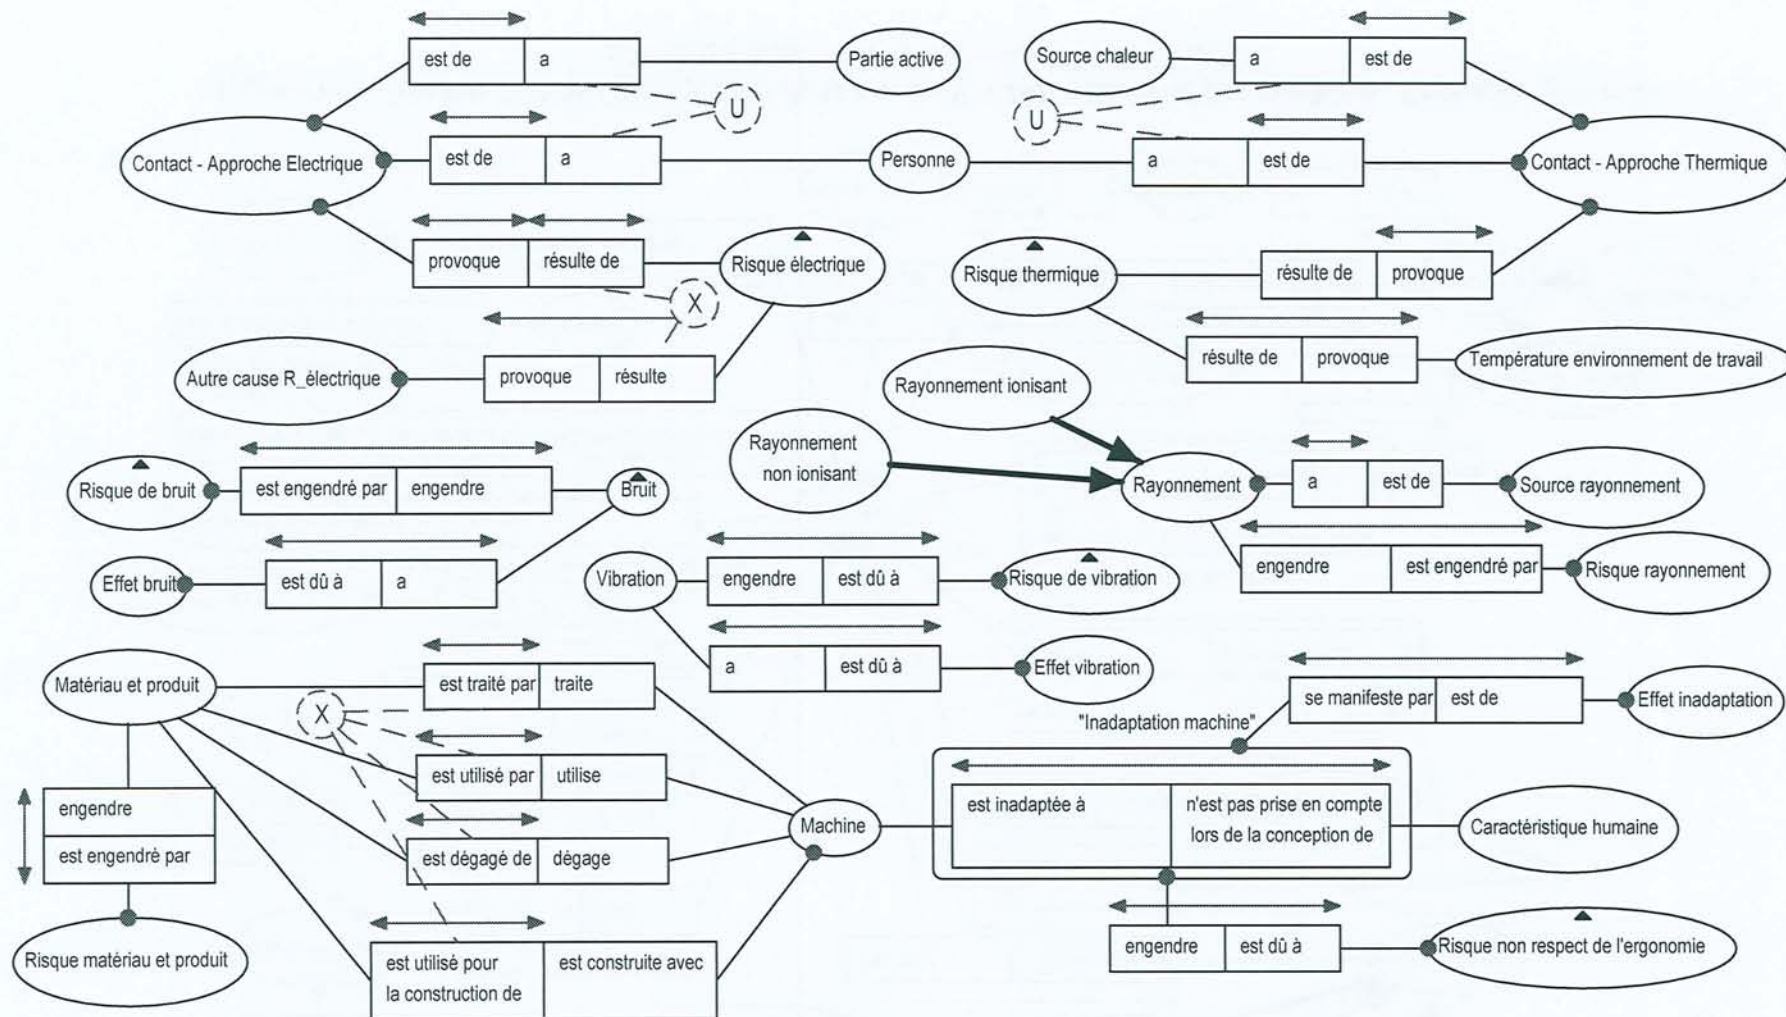 est de
a
Partie active
Source chaleur
a
est de
U
U
Contact - Approche Electrique
est de
a
Personne
a
est de
Contact - Approche Thermique
provoque
résulte de
Risque électrique
Risque thermique
résulte de
provoque
X
Autre cause R_électrique
provoque
résulte
résulte de
provoque
Température environnement de travail
Rayonnement ionisant
Rayonnement
non ionisant
Risque de bruit
est engendré par
engendre
Bruit
Rayonnement
a
est de
Source rayonnement
Effet bruit
est dû à
a
Vibration
engendre
est dû à
Risque de vibration
engendre
est engendré par
Risque rayonnement
a
est dû à
Effet vibration
Matériau et produit
est traité par
traite
X
se manifeste par
est de
Effet inadaptation
"Inadaptation machine"
est utilisé par
utilise
engendre
est engendré par
est dégagé de
dégage
Machine
est inadaptée à
n'est pas prise en compte
lors de la conception de
Caractéristique humaine
Risque matériau et produit
est utilisé pour
la construction de
est construite avec
engendre
est dû à
Risque non respect de l'ergonomie